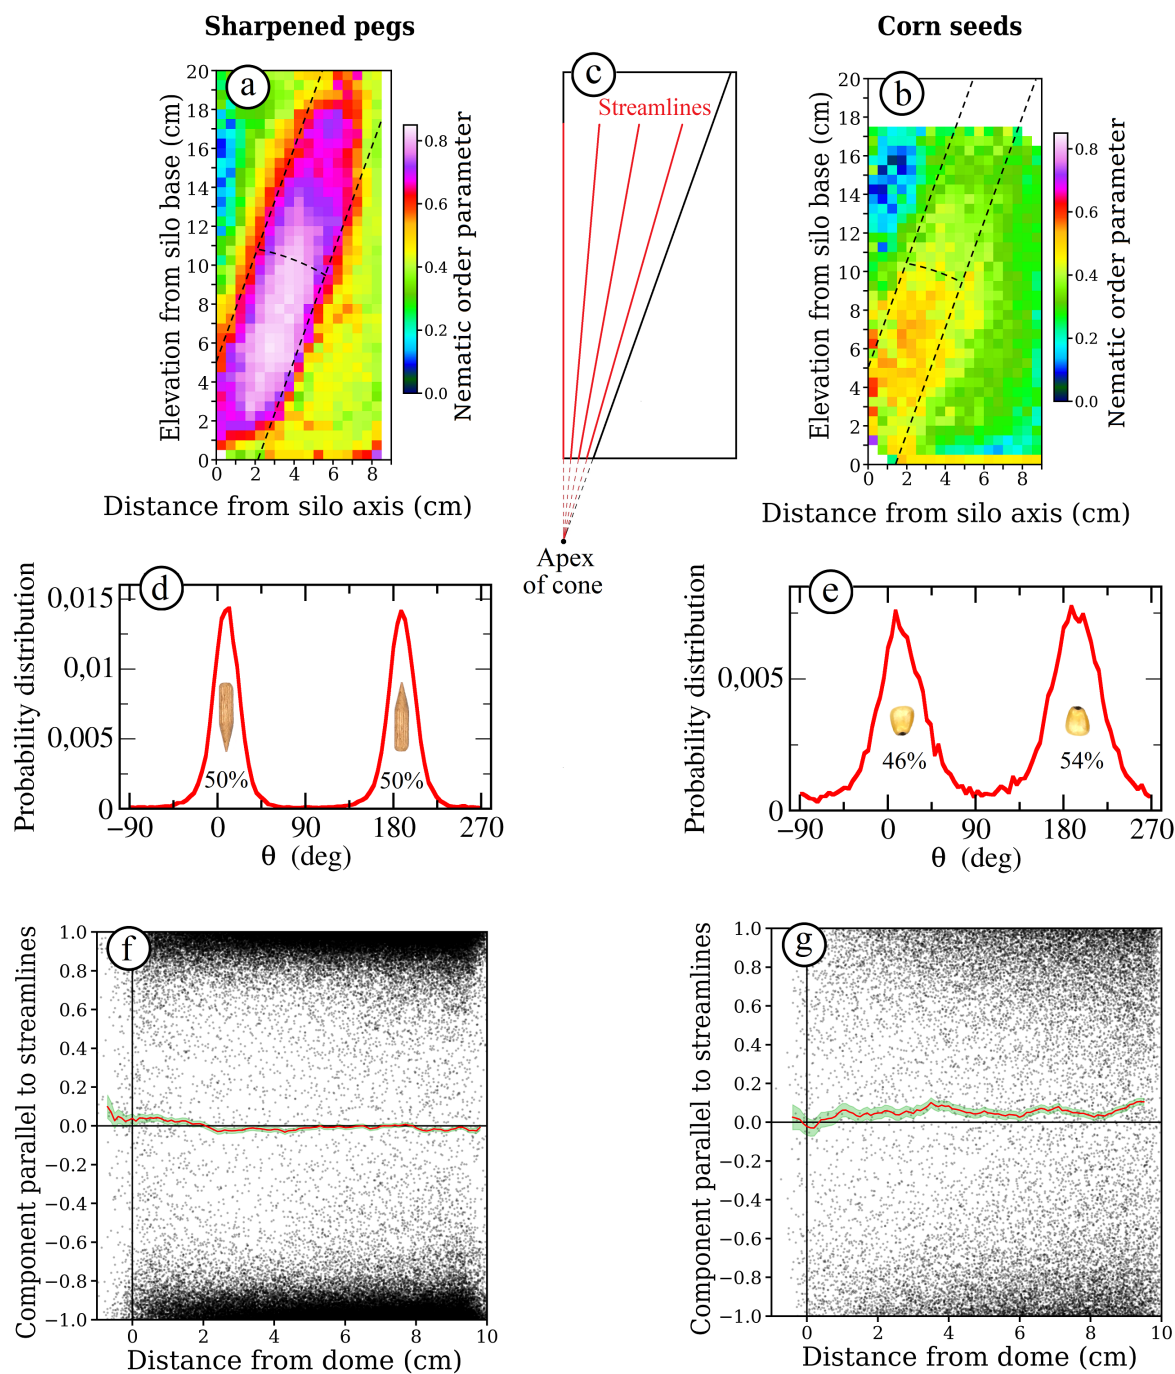 Sharpened pegs
Corn seeds
a
Elevation from silo base (cm)
20
18
16
14
12
10
8
6
4
2
0
0 2 4 6 8
Distance from silo axis (cm)
0.8
0.6
0.4
0.2
0.0
Nematic order parameter
c
Streamlines
Apex
of cone
b
Elevation from silo base (cm)
20
18
16
14
12
10
8
6
4
2
0
0 2 4 6 8
Distance from silo axis (cm)
0.8
0.6
0.4
0.2
0.0
Nematic order parameter
d
Probability distribution
0,015
0,01
0,005
0
50% 50%
−90 0 90 180 270
θ (deg)
e
Probability distribution
0,005
0
46% 54%
−90 0 90 180 270
θ (deg)
f
Component parallel to streamlines
1.0
0.8
0.6
0.4
0.2
0.0
−0.2
−0.4
−0.6
−0.8
−1.0
0 2 4 6 8 10
Distance from dome (cm)
g
Component parallel to streamlines
1.0
0.8
0.6
0.4
0.2
0.0
−0.2
−0.4
−0.6
−0.8
−1.0
0 2 4 6 8 10
Distance from dome (cm)